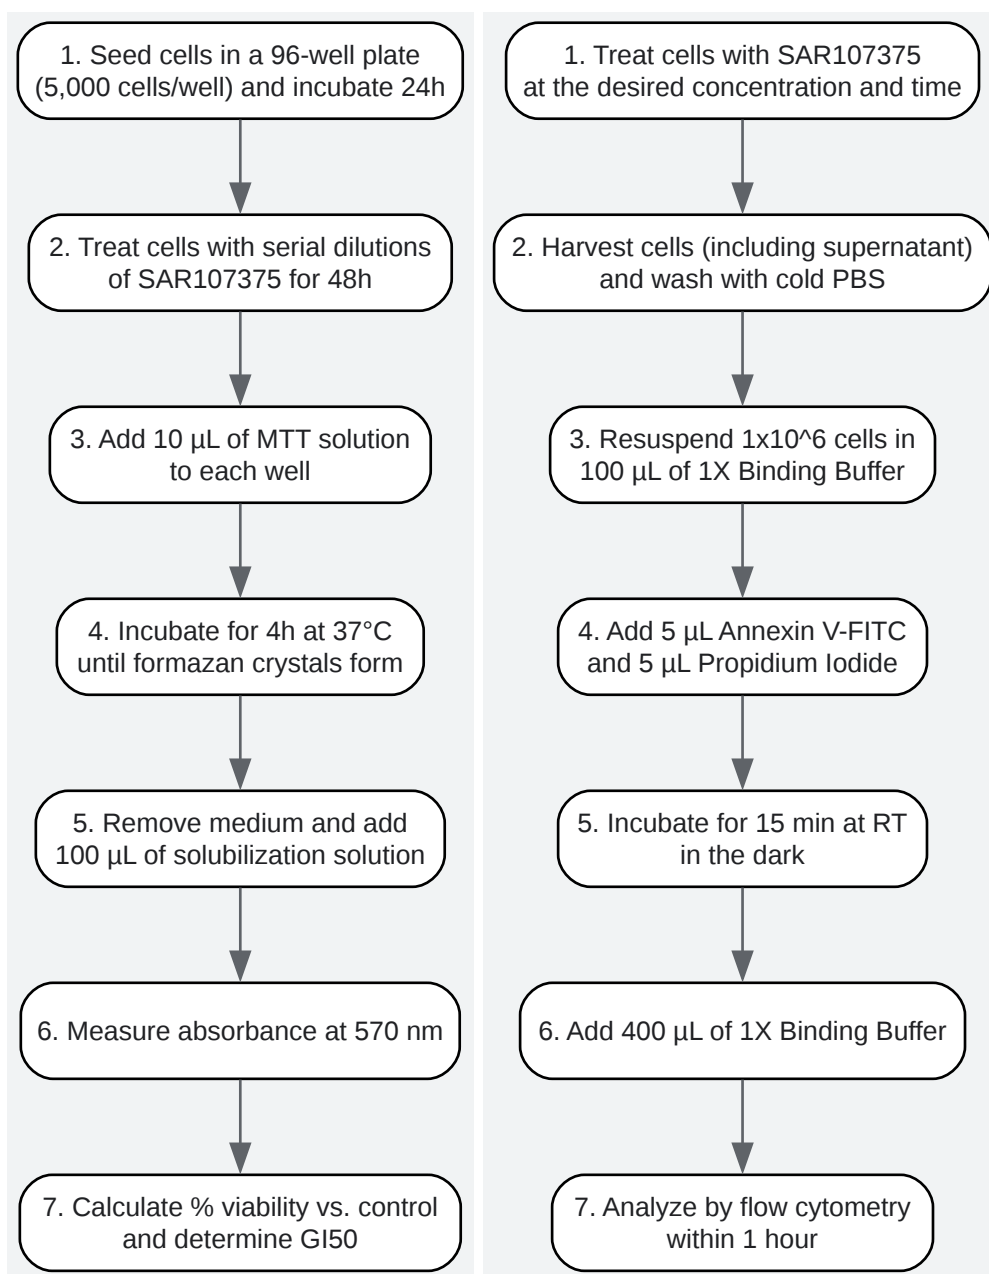 1. Seed cells in a 96-well plate
(5,000 cells/well) and incubate 24h
2. Treat cells with serial dilutions
of SAR107375 for 48h
3. Add 10 µL of MTT solution
to each well
4. Incubate for 4h at 37°C
until formazan crystals form
5. Remove medium and add
100 µL of solubilization solution
6. Measure absorbance at 570 nm
7. Calculate % viability vs. control
and determine GI50
1. Treat cells with SAR107375
at the desired concentration and time
2. Harvest cells (including supernatant)
and wash with cold PBS
3. Resuspend 1x10^6 cells in
100 µL of 1X Binding Buffer
4. Add 5 µL Annexin V-FITC
and 5 µL Propidium Iodide
5. Incubate for 15 min at RT
in the dark
6. Add 400 µL of 1X Binding Buffer
7. Analyze by flow cytometry
within 1 hour